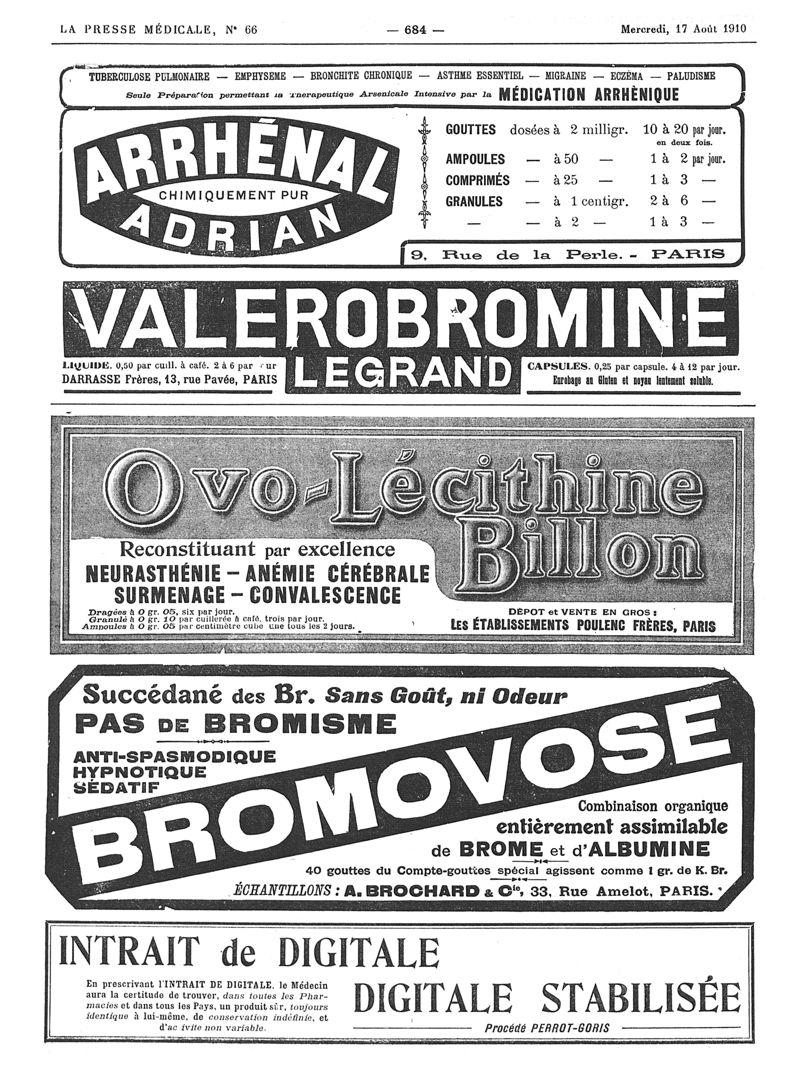 LA PRESSE MÉDICALE, N° 66 — 684 — Mercredi, 17 Août 1910
TUBERCULOSE PULMONAIRE — EMPHYSEME — BRONCHITE CHRONIQUE — ASTHME ESSENTIEL — MIGRAINE — ECZÉMA — PALUDISME
Seule Préparation permettant la Thérapeutique Arsenicale Intensive par la MÉDICATION ARRHÉNIQUE
ARRHÉNAL
CHIMIQUEMENT PUR
ADRIAN
GOUTTES dosées à 2 milligr. 10 à 20 par jour.
en deux fois.
AMPOULES — à 50 — 1 à 2 par jour.
COMPRIMÉS — à 25 — 1 à 3 —
GRANULES — à 1 centigr. 2 à 6 —
— — à 2 — 1 à 3 —
9, Rue de la Perle. - PARIS
VALEROBROMINE
LEGRAND
LIQUIDE. 0,50 par cuill. à café. 2 à 6 par jour
DARRASSE Frères, 13, rue Pavée, PARIS
CAPSULES. 0,25 par capsule. 4 à 12 par jour.
Enrobage au Gluten et noyau lentement soluble.
Ovo-Lécithine
Billon
Reconstituant par excellence
NEURASTHÉNIE — ANÉMIE CÉRÉBRALE
SURMENAGE — CONVALESCENCE
Dragées à 0 gr. 05, six par jour.
Granulé à 0 gr. 10 par cuillerée à café, trois par jour.
Ampoules à 0 gr. 05 par centimètre cube une tous les 2 jours.
DÉPOT et VENTE EN GROS :
LES ÉTABLISSEMENTS POULENC FRÈRES, PARIS
Succédané des Br. Sans Goût, ni Odeur
PAS DE BROMISME
ANTI-SPASMODIQUE
HYPNOTIQUE
SÉDATIF
BROMOVOSE
Combinaison organique
entièrement assimilable
de BROME et d'ALBUMINE
40 gouttes du Compte-gouttes spécial agissent comme 1 gr. de K. Br.
ÉCHANTILLONS : A. BROCHARD & Cie, 33, Rue Amelot, PARIS.
INTRAIT de DIGITALE
En prescrivant l'INTRAIT DE DIGITALE, le Médecin
aura la certitude de trouver, dans toutes les Phar-
macies et dans tous les Pays, un produit sûr, toujours
identique à lui-même, de conservation indéfinie, et
d'activité non variable.
DIGITALE STABILISÉE
Procédé PERROT-GORIS